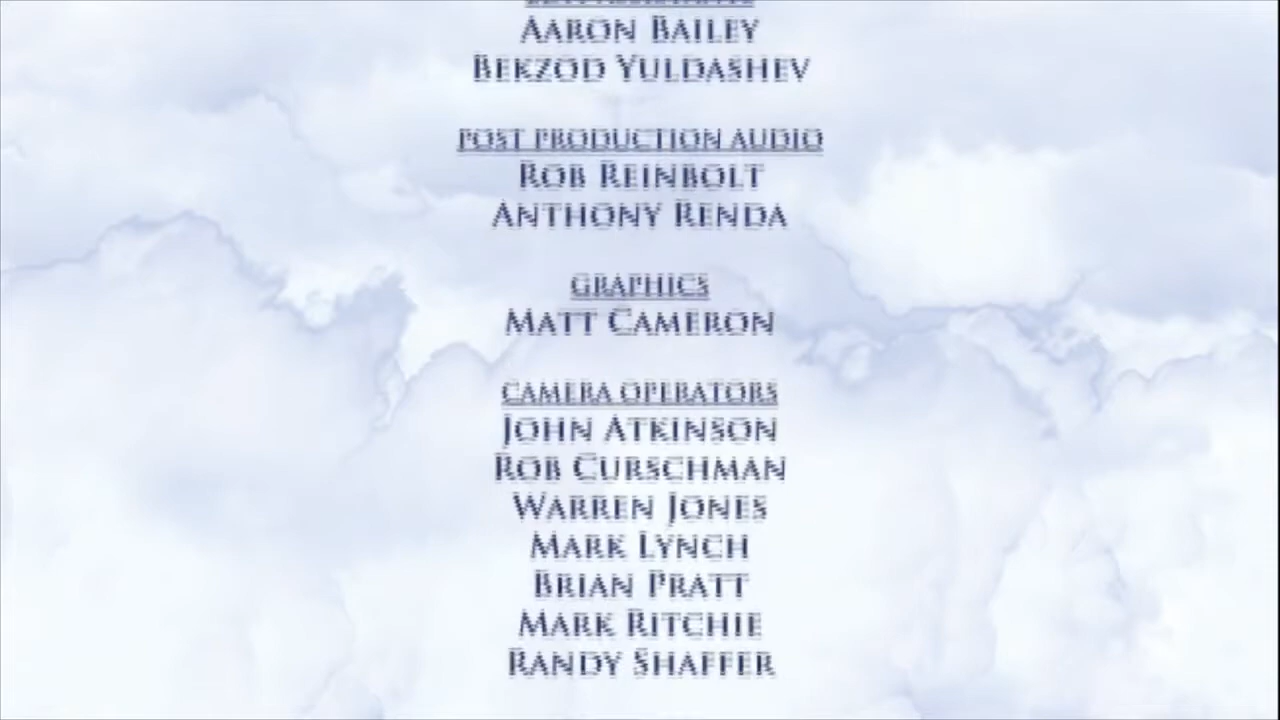 AARON BAILEY
BEKZOD YULDASHEV
POST PRODUCTION AUDIO
ROB REINBOLT
ANTHONY RENDA
GRAPHICS
MATT CAMERON
CAMERA OPERATORS
JOHN ATKINSON
ROB CURSCHMAN
WARREN JONES
MARK LYNCH
BRIAN PRATT
MARK RITCHIE
RANDY SHAFFER